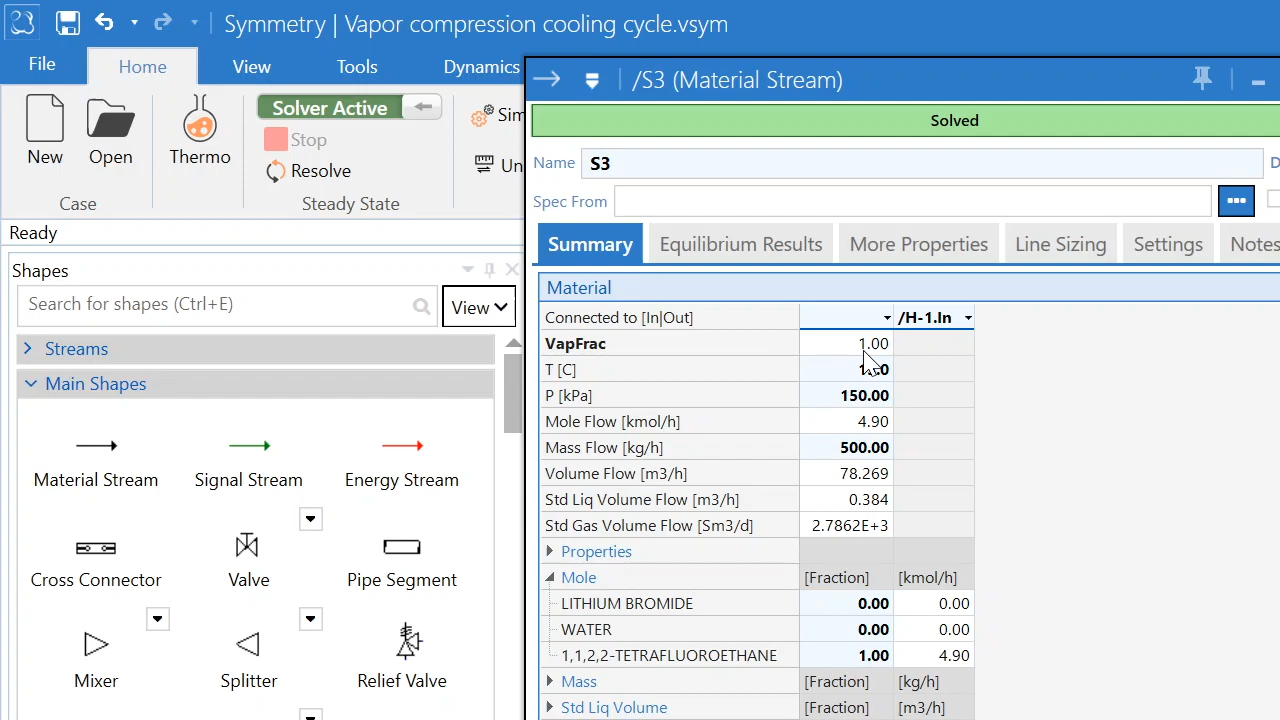 Symmetry | Vapor compression cooling cycle.vsym
File Home View Tools Dynamics
New Open
Case
Thermo
Solver Active
Stop
Resolve
Steady State
Ready
Shapes
Search for shapes (Ctrl+E)
View
Streams
Main Shapes
Material Stream Signal Stream Energy Stream
Cross Connector Valve Pipe Segment
Mixer Splitter Relief Valve
/S3 (Material Stream)
Solved
Name S3
Spec From
Summary Equilibrium Results More Properties Line Sizing Settings Notes
Material
Connected to [In|Out] /H-1.In
VapFrac 1.00
T [C]
P [kPa] 150.00
Mole Flow [kmol/h] 4.90
Mass Flow [kg/h] 500.00
Volume Flow [m3/h] 78.269
Std Liq Volume Flow [m3/h] 0.384
Std Gas Volume Flow [Sm3/d] 2.7862E+3
Properties
Mole [Fraction] [kmol/h]
LITHIUM BROMIDE 0.00 0.00
WATER 0.00 0.00
1,1,2,2-TETRAFLUOROETHANE 1.00 4.90
Mass [Fraction] [kg/h]
Std Liq Volume [Fraction] [m3/h]